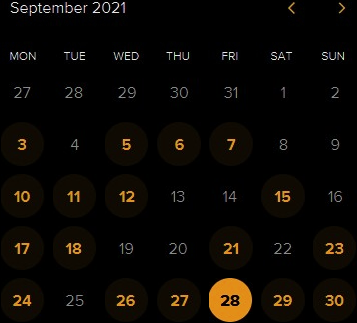 September 2021
MON TUE WED THU FRI SAT SUN
27 28 29 30 31 1 2
3 4 5 6 7 8 9
10 11 12 13 14 15 16
17 18 19 20 21 22 23
24 25 26 27 28 29 30